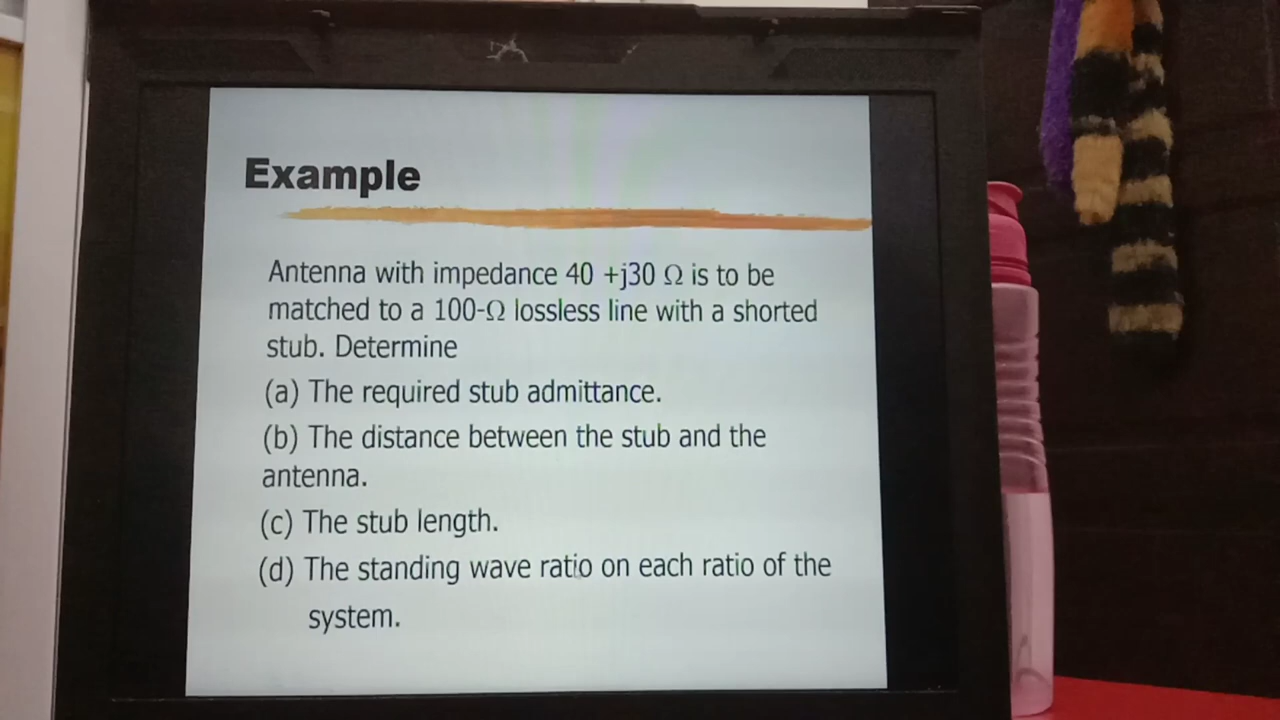 Example
Antenna with impedance 40 +j30 Ω is to be
matched to a 100-Ω lossless line with a shorted
stub. Determine
(a) The required stub admittance.
(b) The distance between the stub and the
antenna.
(c) The stub length.
(d) The standing wave ratio on each ratio of the
system.